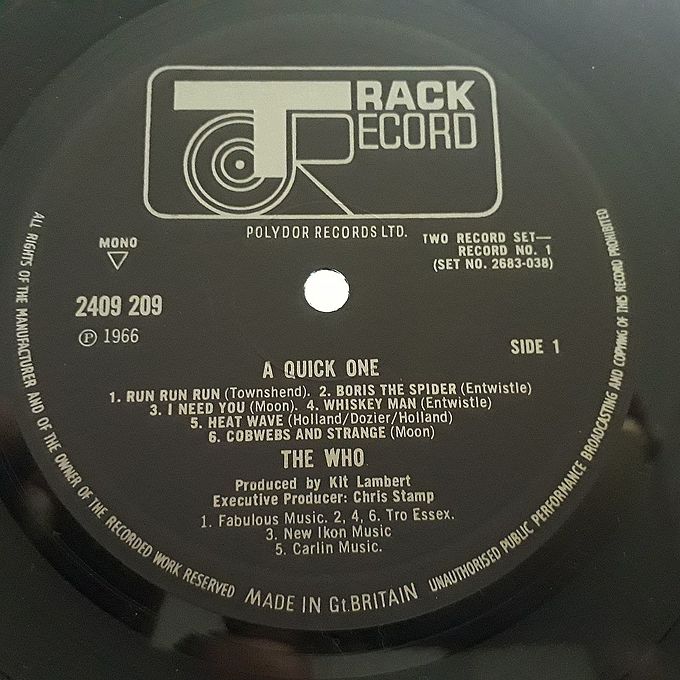 TRACK
RECORD
POLYDOR RECORDS LTD.
MONO
TWO RECORD SET—
RECORD NO. 1
(SET NO. 2683-038)
2409 209
℗ 1966
SIDE 1
A QUICK ONE
1. RUN RUN RUN (Townshend). 2. BORIS THE SPIDER (Entwistle)
3. I NEED YOU (Moon). 4. WHISKEY MAN (Entwistle)
5. HEAT WAVE (Holland/Dozier/Holland)
6. COBWEBS AND STRANGE (Moon)
THE WHO
Produced by Kit Lambert
Executive Producer: Chris Stamp
1. Fabulous Music. 2, 4, 6. Tro Essex.
3. New Ikon Music
5. Carlin Music.
ALL RIGHTS OF THE MANUFACTURER AND OF THE OWNER OF THE RECORDED WORK RESERVED
MADE IN Gt.BRITAIN
UNAUTHORISED PUBLIC PERFORMANCE BROADCASTING AND COPYING OF THIS RECORD PROHIBITED